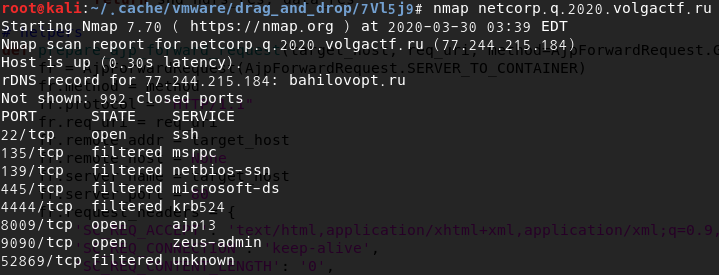 root@kali:~/.cache/vmware/drag_and_drop/7Vl5j9# nmap netcorp.q.2020.volgactf.ru
Starting Nmap 7.70 ( https://nmap.org ) at 2020-03-30 03:39 EDT
Nmap scan report for netcorp.q.2020.volgactf.ru (77.244.215.184)
Host is up (0.30s latency).
rDNS record for 77.244.215.184: bahilovopt.ru
Not shown: 992 closed ports
PORT      STATE    SERVICE
22/tcp    open     ssh
135/tcp   filtered msrpc
139/tcp   filtered netbios-ssn
445/tcp   filtered microsoft-ds
4444/tcp  filtered krb524
8009/tcp  open     ajp13
9090/tcp  open     zeus-admin
52869/tcp filtered unknown